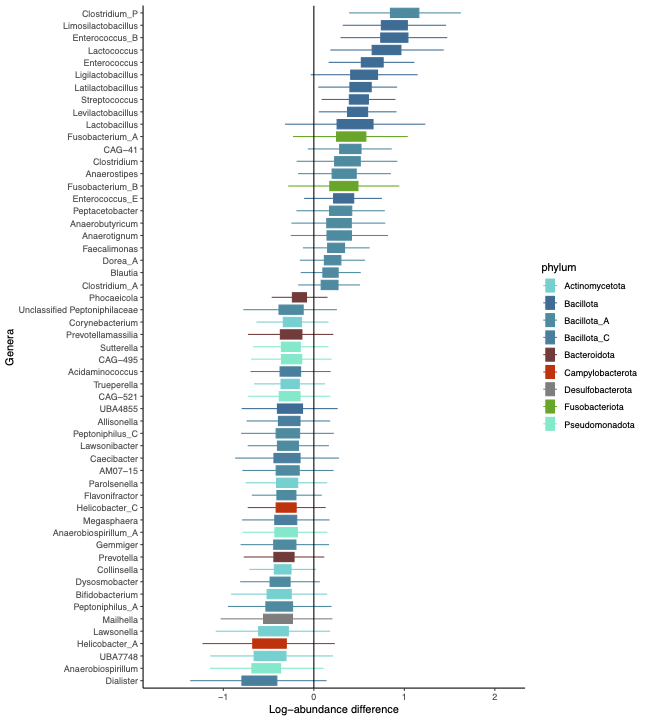 Clostridium_P
Limosilactobacillus
Enterococcus_B
Lactococcus
Enterococcus
Ligilactobacillus
Latilactobacillus
Streptococcus
Levilactobacillus
Lactobacillus
Fusobacterium_A
CAG−41
Clostridium
Anaerostipes
Fusobacterium_B
Enterococcus_E
Peptacetobacter
Anaerobutyricum
Anaerotignum
Faecalimonas
Dorea_A
Blautia
Clostridium_A
Phocaeicola
Unclassified Peptoniphilaceae
Corynebacterium
Prevotellamassilia
Sutterella
CAG−495
Acidaminococcus
Trueperella
CAG−521
UBA4855
Allisonella
Peptoniphilus_C
Lawsonibacter
Caecibacter
AM07−15
Parolsenella
Flavonifractor
Helicobacter_C
Megasphaera
Anaerobiospirillum_A
Gemmiger
Prevotella
Collinsella
Dysosmobacter
Bifidobacterium
Peptoniphilus_A
Mailhella
Lawsonella
Helicobacter_A
UBA7748
Anaerobiospirillum
Dialister
Genera
−1 0 1 2
Log−abundance difference
phylum
Actinomycetota
Bacillota
Bacillota_A
Bacillota_C
Bacteroidota
Campylobacterota
Desulfobacterota
Fusobacteriota
Pseudomonadota